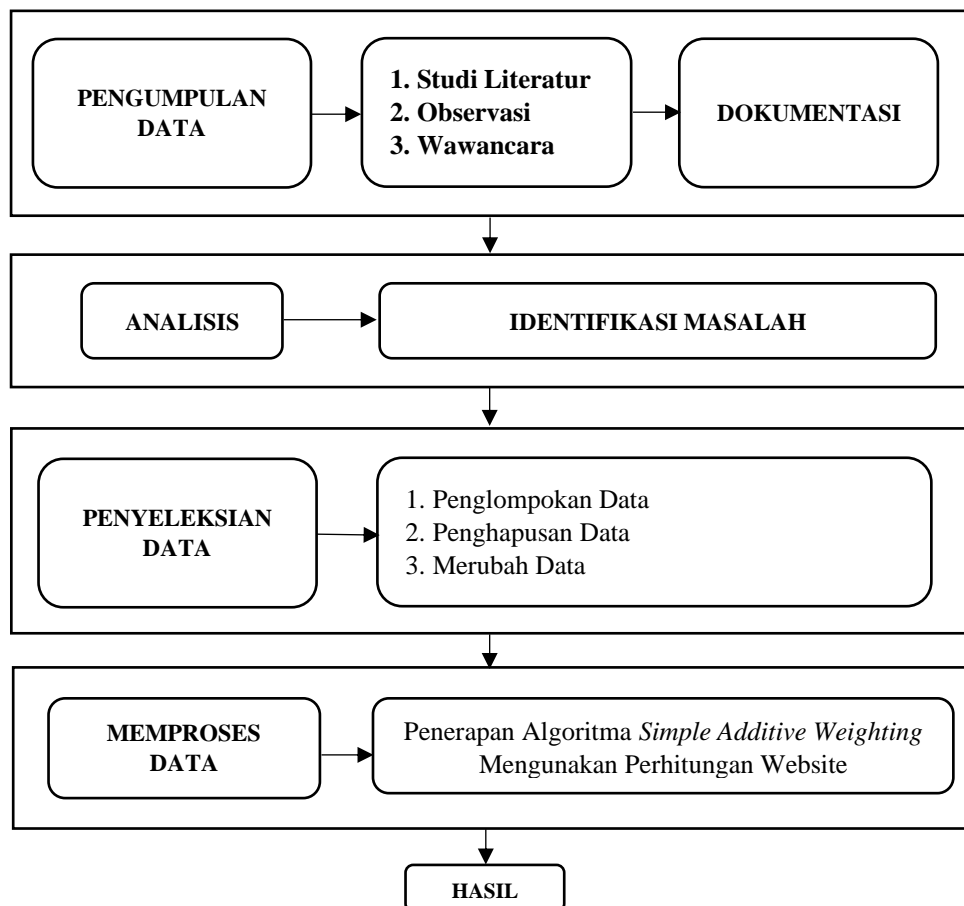 PENGUMPULAN
DATA
1. Studi Literatur
2. Observasi
3. Wawancara
DOKUMENTASI
ANALISIS
IDENTIFIKASI MASALAH
PENYELEKSIAN
DATA
1. Penglompokan Data
2. Penghapusan Data
3. Merubah Data
MEMPROSES
DATA
Penerapan Algoritma Simple Additive Weighting
Mengunakan Perhitungan Website
HASIL